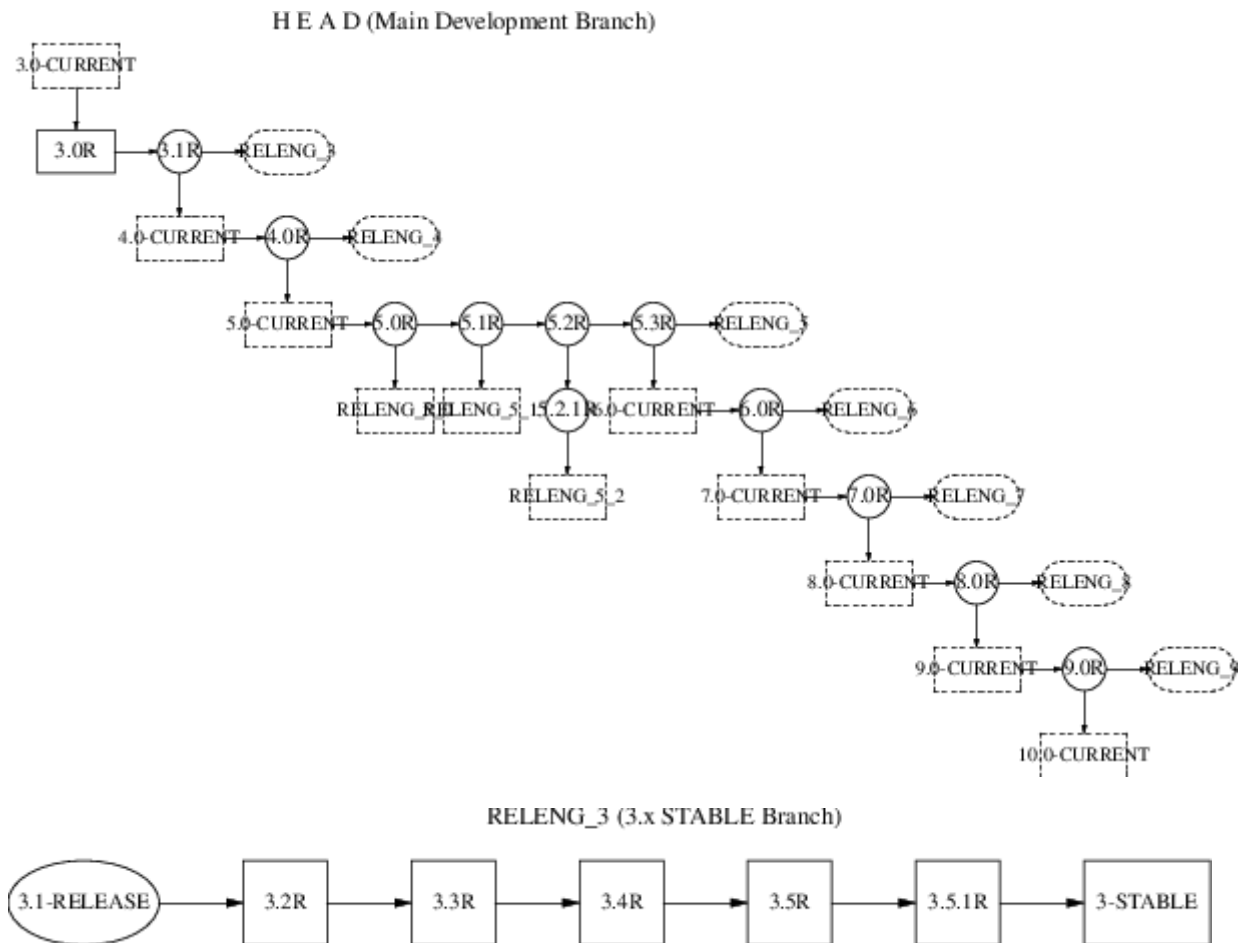 H E A D (Main Development Branch)
3.0-CURRENT
3.0R
3.1R
RELENG_3
4.0-CURRENT
4.0R
RELENG_4
5.0-CURRENT
5.0R
5.1R
5.2R
5.3R
RELENG_5
RELENG_5_0
RELENG_5_1
5.2.1R
6.0-CURRENT
6.0R
RELENG_6
RELENG_5_2
7.0-CURRENT
7.0R
RELENG_7
8.0-CURRENT
8.0R
RELENG_8
9.0-CURRENT
9.0R
RELENG_9
10.0-CURRENT
RELENG_3 (3.x STABLE Branch)
3.1-RELEASE
3.2R
3.3R
3.4R
3.5R
3.5.1R
3-STABLE